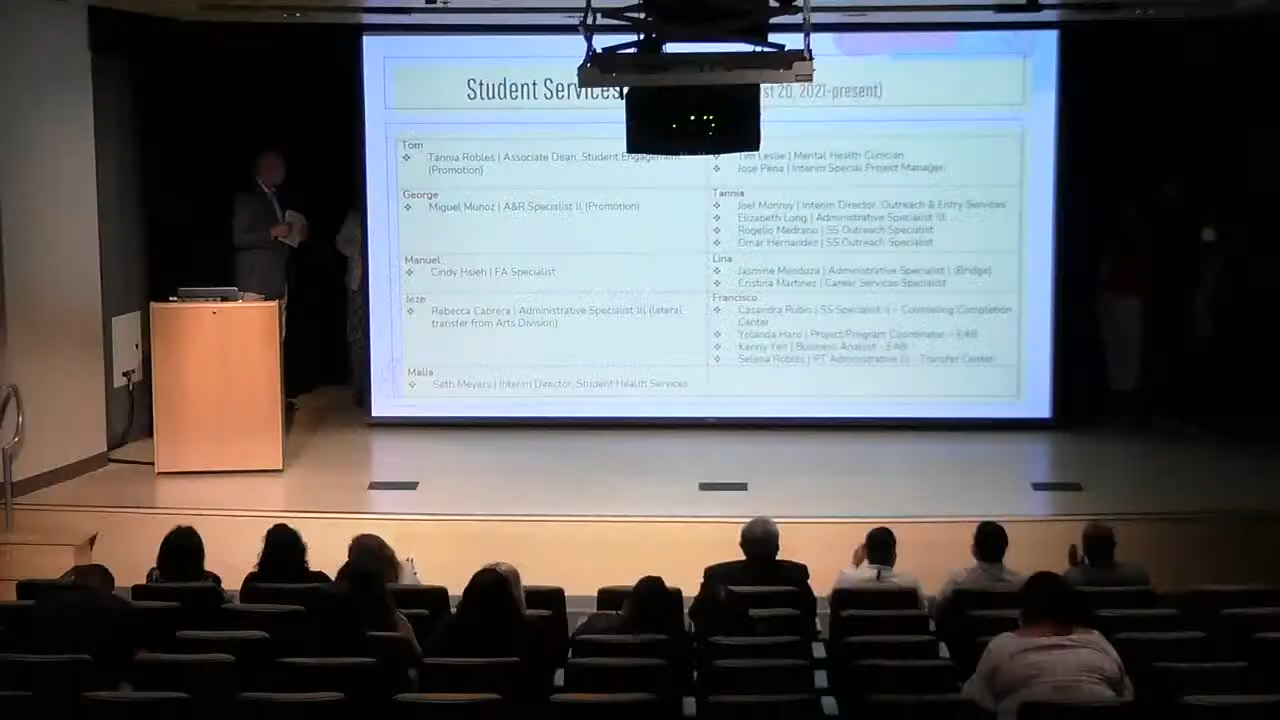 Student Services
st 20, 2021-present)
Tom
Tannia Robles | Associate Dean, Student Engagement
(Promotion)
Tim Leslie | Mental Health Clinician
Jose Pena | Interim Special Project Manager
George
Miguel Munoz | A&R Specialist II (Promotion)
Tannia
Joel Monroy | Interim Director, Outreach & Entry Services
Elizabeth Long | Administrative Specialist III
Rogelio Medrano | SS Outreach Specialist
Omar Hernandez | SS Outreach Specialist
Manuel
Cindy Hsieh | FA Specialist
Lina
Jasmine Mendoza | Administrative Specialist I (Bridge)
Cristina Martinez | Career Services Specialist
Jeze
Rebecca Cabrera | Administrative Specialist III (lateral
transfer from Arts Division)
Francisco
Casandra Rubio | SS Specialist II – Counseling Completion
Center
Yolanda Haro | Project/Program Coordinator – EAB
Kenny Yen | Business Analyst - EAB
Selena Robles | PT Administrative III – Transfer Center
Malia
Seth Meyers | Interim Director, Student Health Services